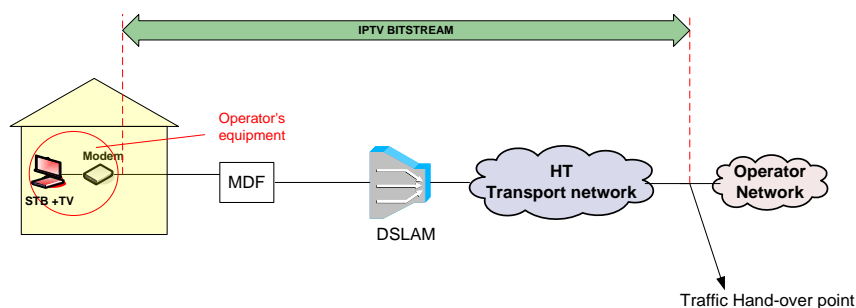 IPTV BITSTREAM
Operator's
equipment
Modem
STB +TV
MDF
DSLAM
HT
Transport network
Operator
Network
Traffic Hand-over point